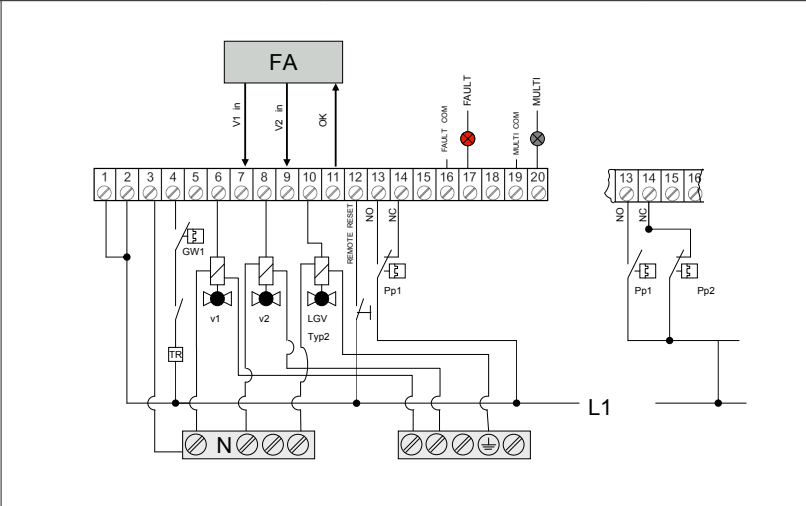 FA
V1 in
V2 in
OK
FAULT COM
FAULT
MULTI COM
MULTI
1 2 3 4 5 6 7 8 9 10 11 12 13 14 15 16 17 18 19 20
13 14 15 16
REMOTE RESET
NO
NC
NO
NC
GW1
Pp1
Pp1
Pp2
v1
v2
LGV
Typ2
TR
L1
N